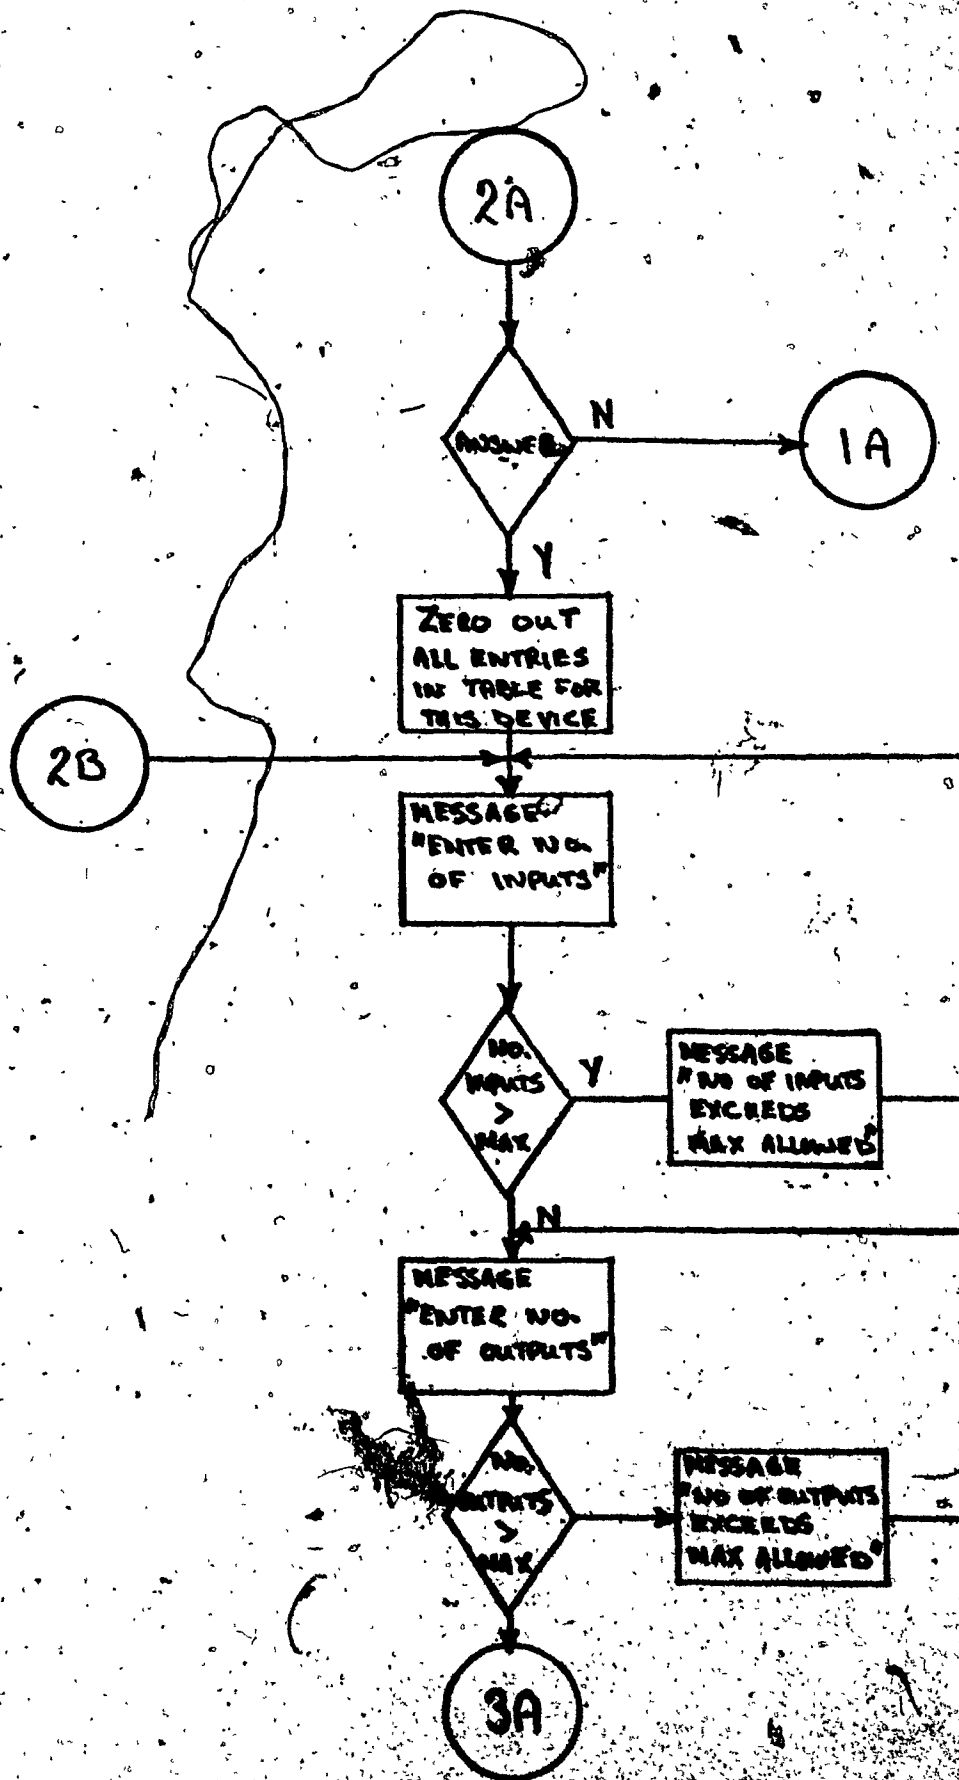 2A
ANSWER
N
1A
Y
ZERO OUT
ALL ENTRIES
IN TABLE FOR
THIS DEVICE
2B
MESSAGE
"ENTER NO.
OF INPUTS"
NO.
INPUTS
>
MAX
Y
MESSAGE
"NO OF INPUTS
EXCEEDS
MAX ALLOWED"
N
MESSAGE
"ENTER NO.
OF OUTPUTS"
NO.
OUTPUTS
>
MAX
MESSAGE
"NO OF OUTPUTS
EXCEEDS
MAX ALLOWED"
3A